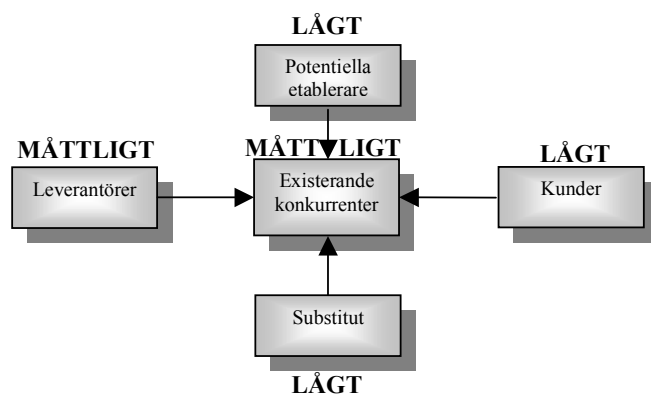 LÅGT
Potentiella
etablerare
MÅTTLIGT
MÅTTLIGT
LÅGT
Leverantörer
Existerande
konkurrenter
Kunder
Substitut
LÅGT